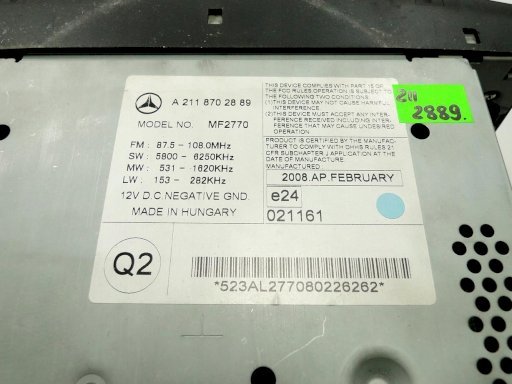 A 211 870 28 89
MODEL NO. MF2770
FM : 87.5 - 108.0MHz
SW : 5800 - 6250KHz
MW : 531 - 1620KHz
LW : 153 - 282KHz
12V D.C. NEGATIVE GND.
MADE IN HUNGARY
THIS DEVICE COMPLIES WITH PART 15 OF
THE FCC RULES. OPERATION IS SUBJECT TO
THE FOLLOWING TWO CONDITIONS.
(1)THIS DEVICE MAY NOT CAUSE HARMFUL
INTERFERENCE.
(2)THIS DEVICE MUST ACCEPT ANY INTER-
FERENCE RECEIVED INCLUDING INTER-
FERENCE THAT MAY CAUSE UNDESIRED
OPERATION.
PRODUCT IS CERTIFIED BY THE MANUFAC-
TURER TO COMPLY WITH DHHS RULES 21
CFR SUBCHAPTER J APPLICABLE AT THE
DATE OF MANUFACTURE.
MANUFACTURED :
2008.AP.FEBRUARY
e24
021161
2889.
Q2
*523AL277080226262*